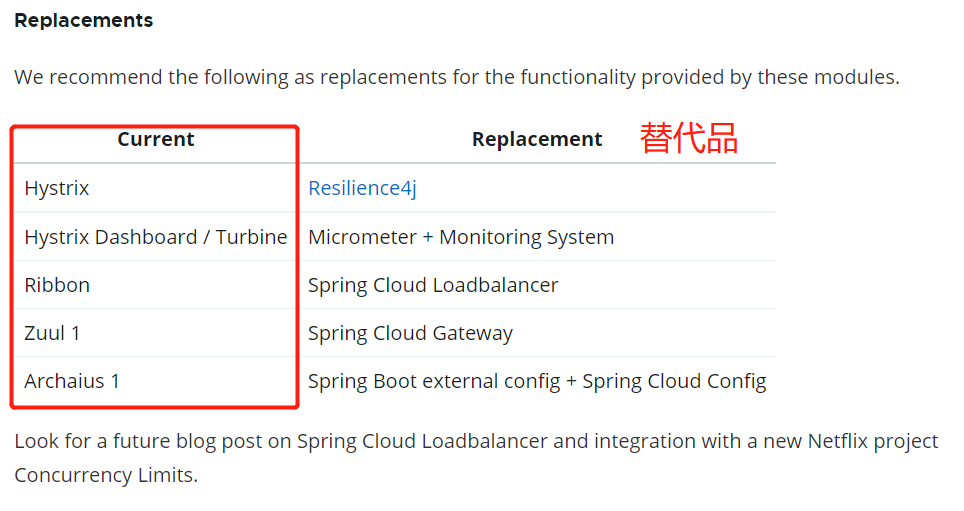 Replacements
We recommend the following as replacements for the functionality provided by these modules.
Current Replacement 替代品
Hystrix Resilience4j
Hystrix Dashboard / Turbine Micrometer + Monitoring System
Ribbon Spring Cloud Loadbalancer
Zuul 1 Spring Cloud Gateway
Archaius 1 Spring Boot external config + Spring Cloud Config
Look for a future blog post on Spring Cloud Loadbalancer and integration with a new Netflix project
Concurrency Limits.